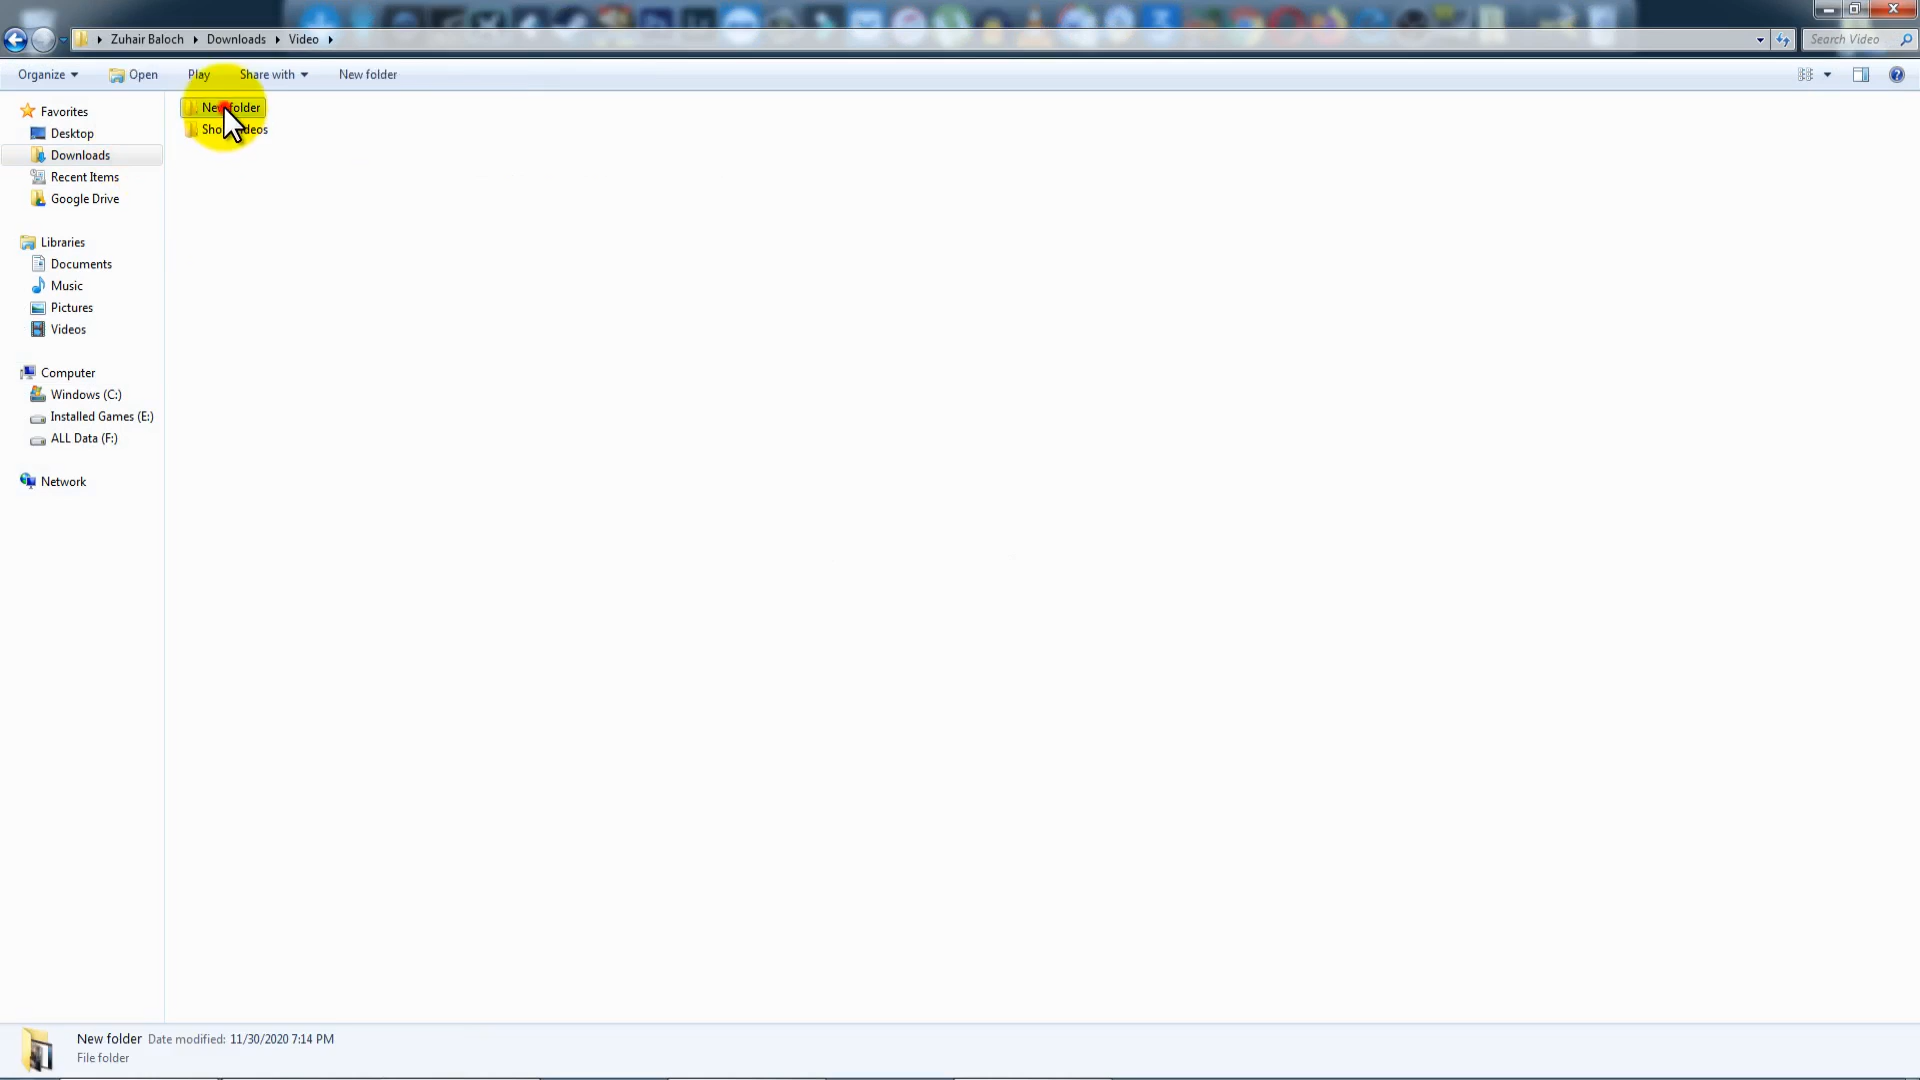 Zuhair Baloch Downloads Video
Search Video
Organize Open Play Share with New folder
New folder
Favorites
Desktop
Downloads
Recent Items
Google Drive
Libraries
Documents
Music
Pictures
Videos
Computer
Windows (C:)
Installed Games (E:)
ALL Data (F:)
Network
New folder Date modified: 11/30/2020 7:14 PM
File folder